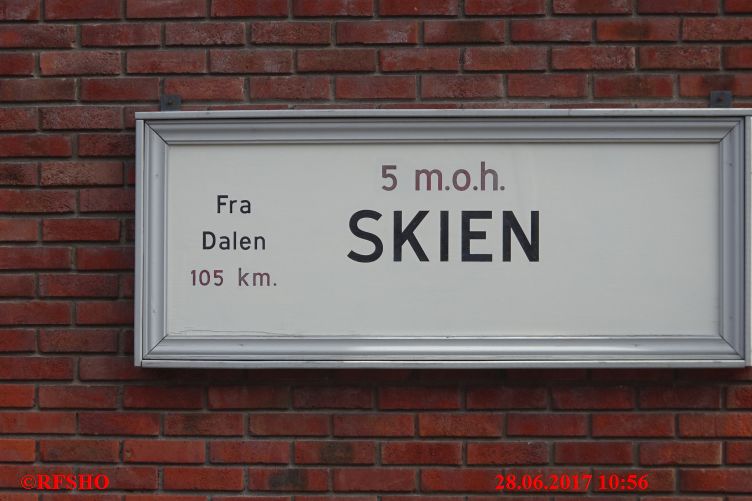 5 m.o.h.
SKIEN
Fra
Dalen
105 km.
©RFSHO
28.06.2017 10:56